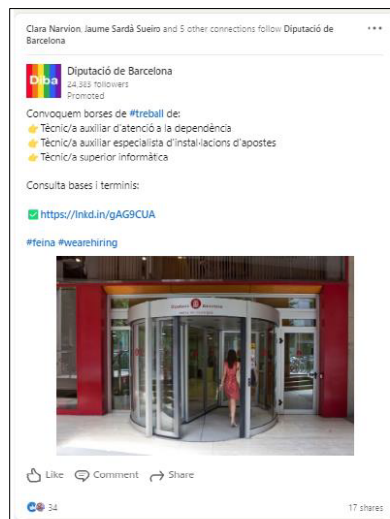 Clara Narvion, Jaume Sardà Sueiro and 5 other connections follow Diputació de
Barcelona
Diba
Diputació de Barcelona
24,383 followers
Promoted
Convoquem borses de #treball de:
👉Tècnic/a auxiliar d'atenció a la dependència
👉Tècnic/a auxiliar especialista d'instal·lacions d'apostes
👉Tècnic/a superior informàtica
Consulta bases i terminis:
✅https://lnkd.in/gAG9CUA
#feina #wearehiring
Diputació Barcelona
Like Comment Share
34
17 shares